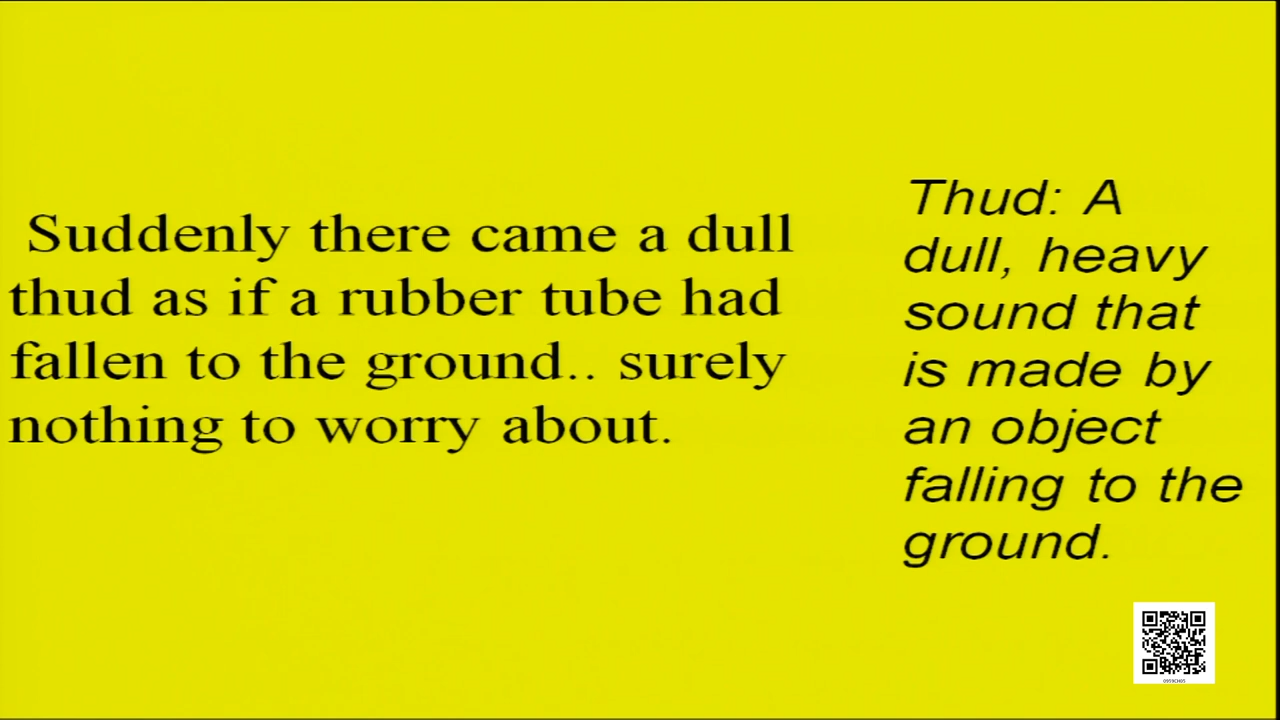 Suddenly there came a dull
thud as if a rubber tube had
fallen to the ground.. surely
nothing to worry about.
Thud: A
dull, heavy
sound that
is made by
an object
falling to the
ground.